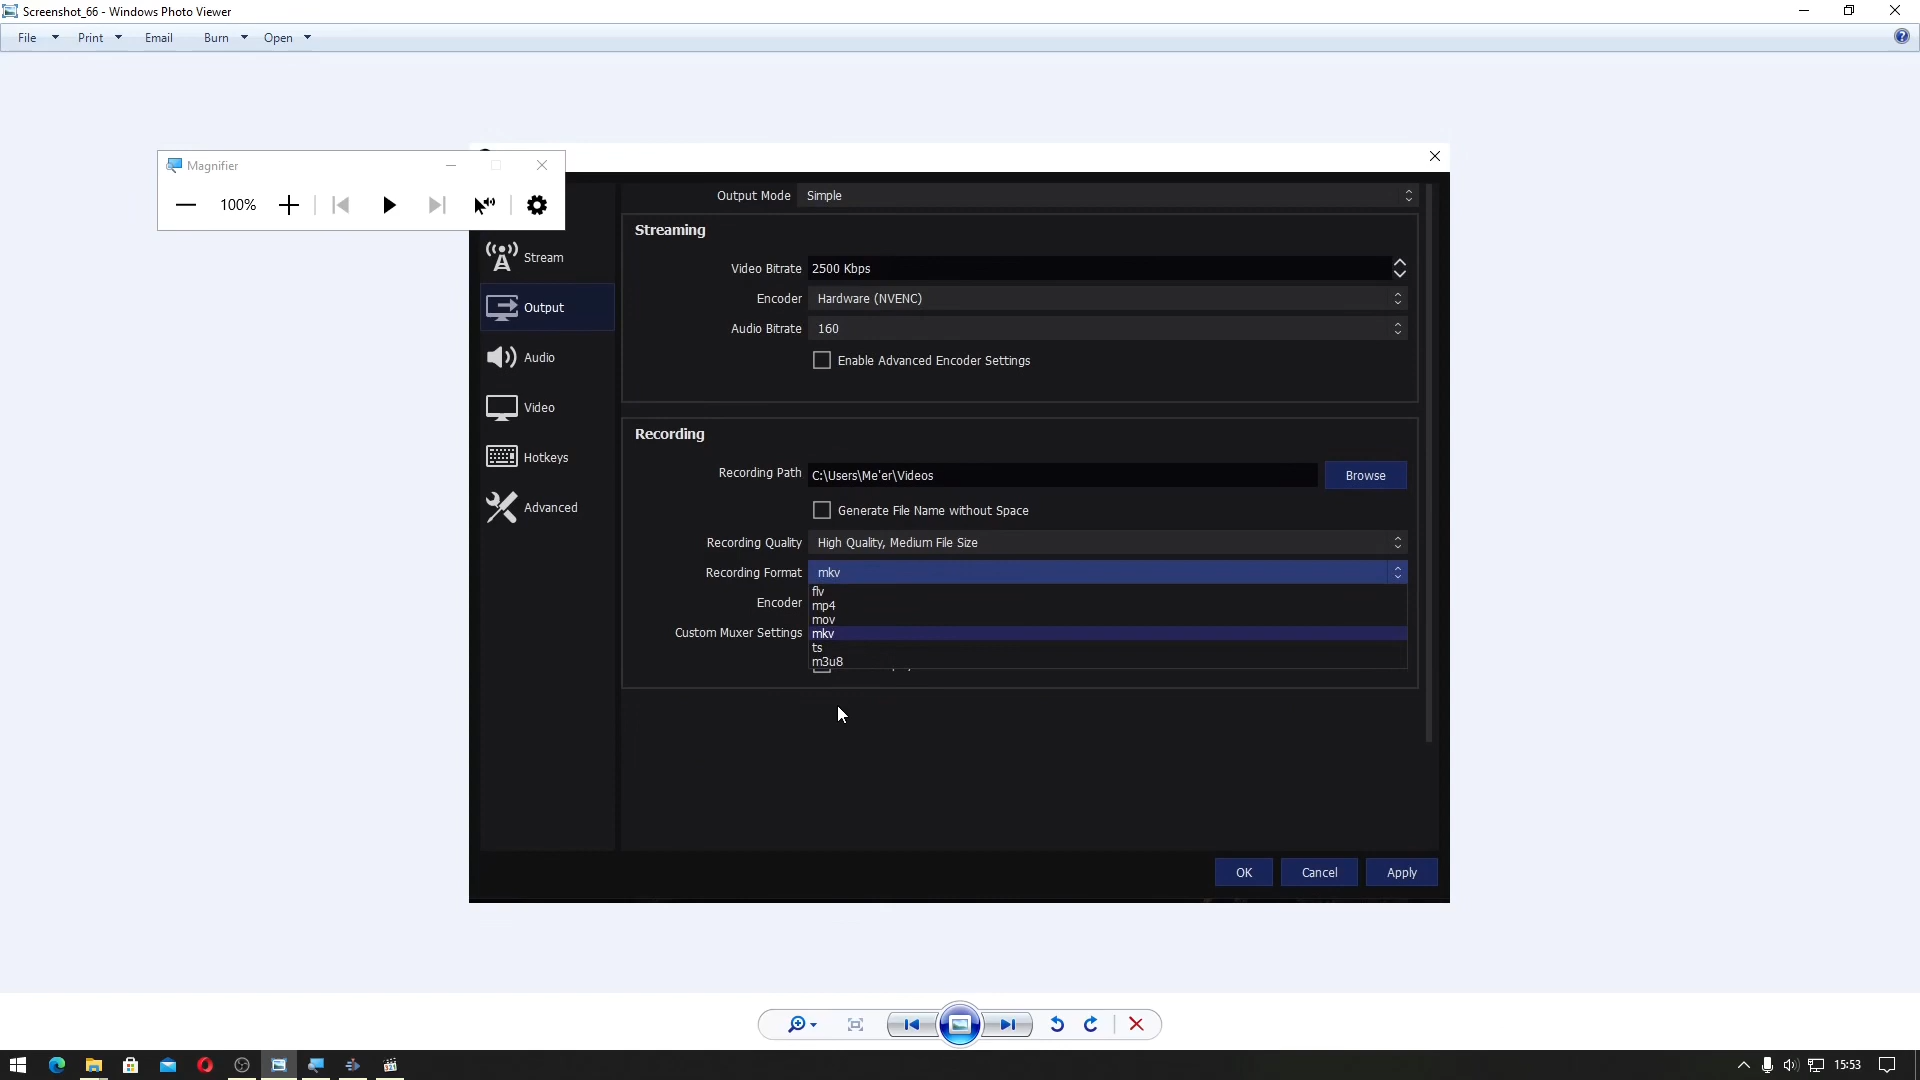 Screenshot_66 - Windows Photo Viewer
File Print Email Burn Open
Magnifier
100%
Output Mode Simple
Streaming
Stream
Video Bitrate 2500 Kbps
Encoder Hardware (NVENC)
Output
Audio Bitrate 160
Audio
Enable Advanced Encoder Settings
Video
Recording
Hotkeys
Recording Path C:\Users\Me'er\Videos Browse
Advanced
Generate File Name without Space
Recording Quality High Quality, Medium File Size
Recording Format mkv
flv
Encoder
mp4
mov
Custom Muxer Settings
mkv
ts
m3u8
OK Cancel Apply
15:53